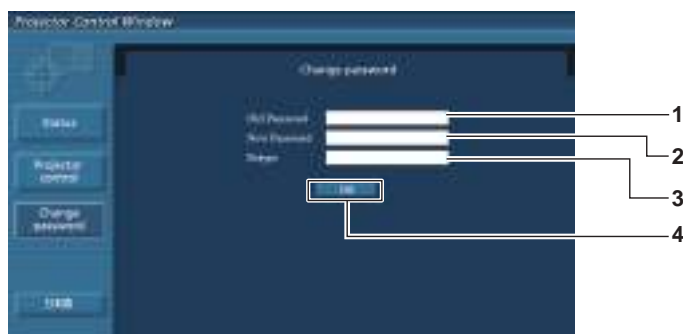 Projector Control Window
Change password
Status
Projector
control
Change
password
Old Password
New Password
Retype
OK
1
2
3
4